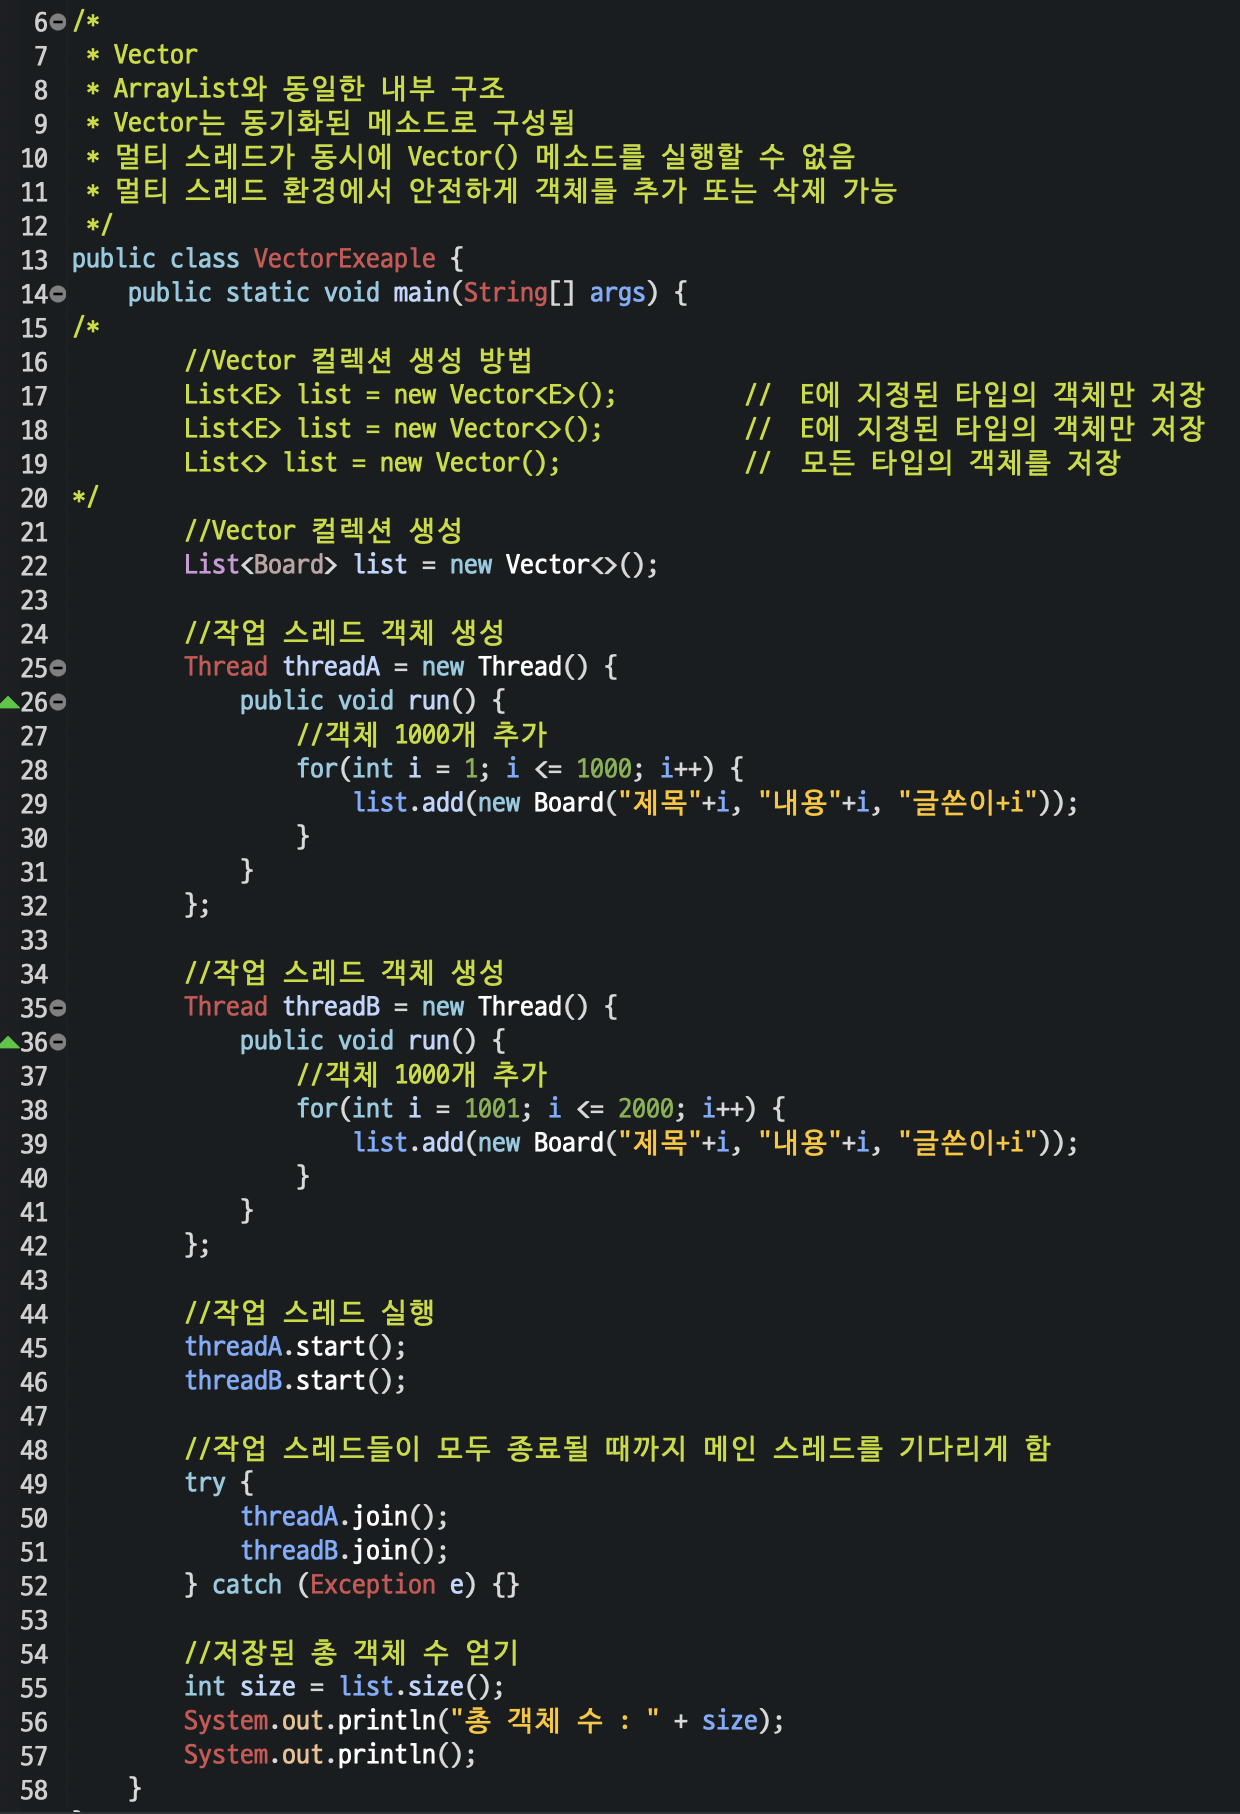 6 /*
7  * Vector
8  * ArrayList와 동일한 내부 구조
9  * Vector는 동기화된 메소드로 구성됨
10  * 멀티 스레드가 동시에 Vector() 메소드를 실행할 수 없음
11  * 멀티 스레드 환경에서 안전하게 객체를 추가 또는 삭제 가능
12  */
13 public class VectorExeaple {
14     public static void main(String[] args) {
15 /*
16         //Vector 컬렉션 생성 방법
17         List<E> list = new Vector<E>();         //  E에 지정된 타입의 객체만 저장
18         List<E> list = new Vector<>();          //  E에 지정된 타입의 객체만 저장
19         List<> list = new Vector();             //  모든 타입의 객체를 저장
20 */
21         //Vector 컬렉션 생성
22         List<Board> list = new Vector<>();
23
24         //작업 스레드 객체 생성
25         Thread threadA = new Thread() {
26             public void run() {
27                 //객체 1000개 추가
28                 for(int i = 1; i <= 1000; i++) {
29                     list.add(new Board("제목"+i, "내용"+i, "글쓴이+i"));
30                 }
31             }
32         };
33
34         //작업 스레드 객체 생성
35         Thread threadB = new Thread() {
36             public void run() {
37                 //객체 1000개 추가
38                 for(int i = 1001; i <= 2000; i++) {
39                     list.add(new Board("제목"+i, "내용"+i, "글쓴이+i"));
40                 }
41             }
42         };
43
44         //작업 스레드 실행
45         threadA.start();
46         threadB.start();
47
48         //작업 스레드들이 모두 종료될 때까지 메인 스레드를 기다리게 함
49         try {
50             threadA.join();
51             threadB.join();
52         } catch (Exception e) {}
53
54         //저장된 총 객체 수 얻기
55         int size = list.size();
56         System.out.println("총 객체 수 : " + size);
57         System.out.println();
58     }